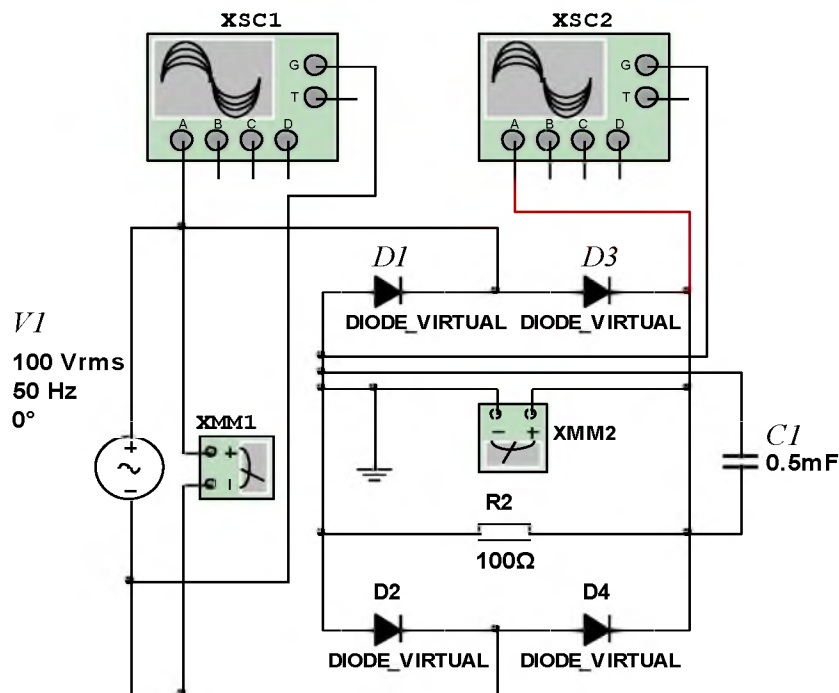 XSC1
XSC2
G
T
A B C D
G
T
A B C D
D1
D3
DIODE_VIRTUAL
DIODE_VIRTUAL
V1
100 Vrms
50 Hz
0°
XMM1
XMM2
C1
0.5mF
R2
100Ω
D2
D4
DIODE_VIRTUAL
DIODE_VIRTUAL